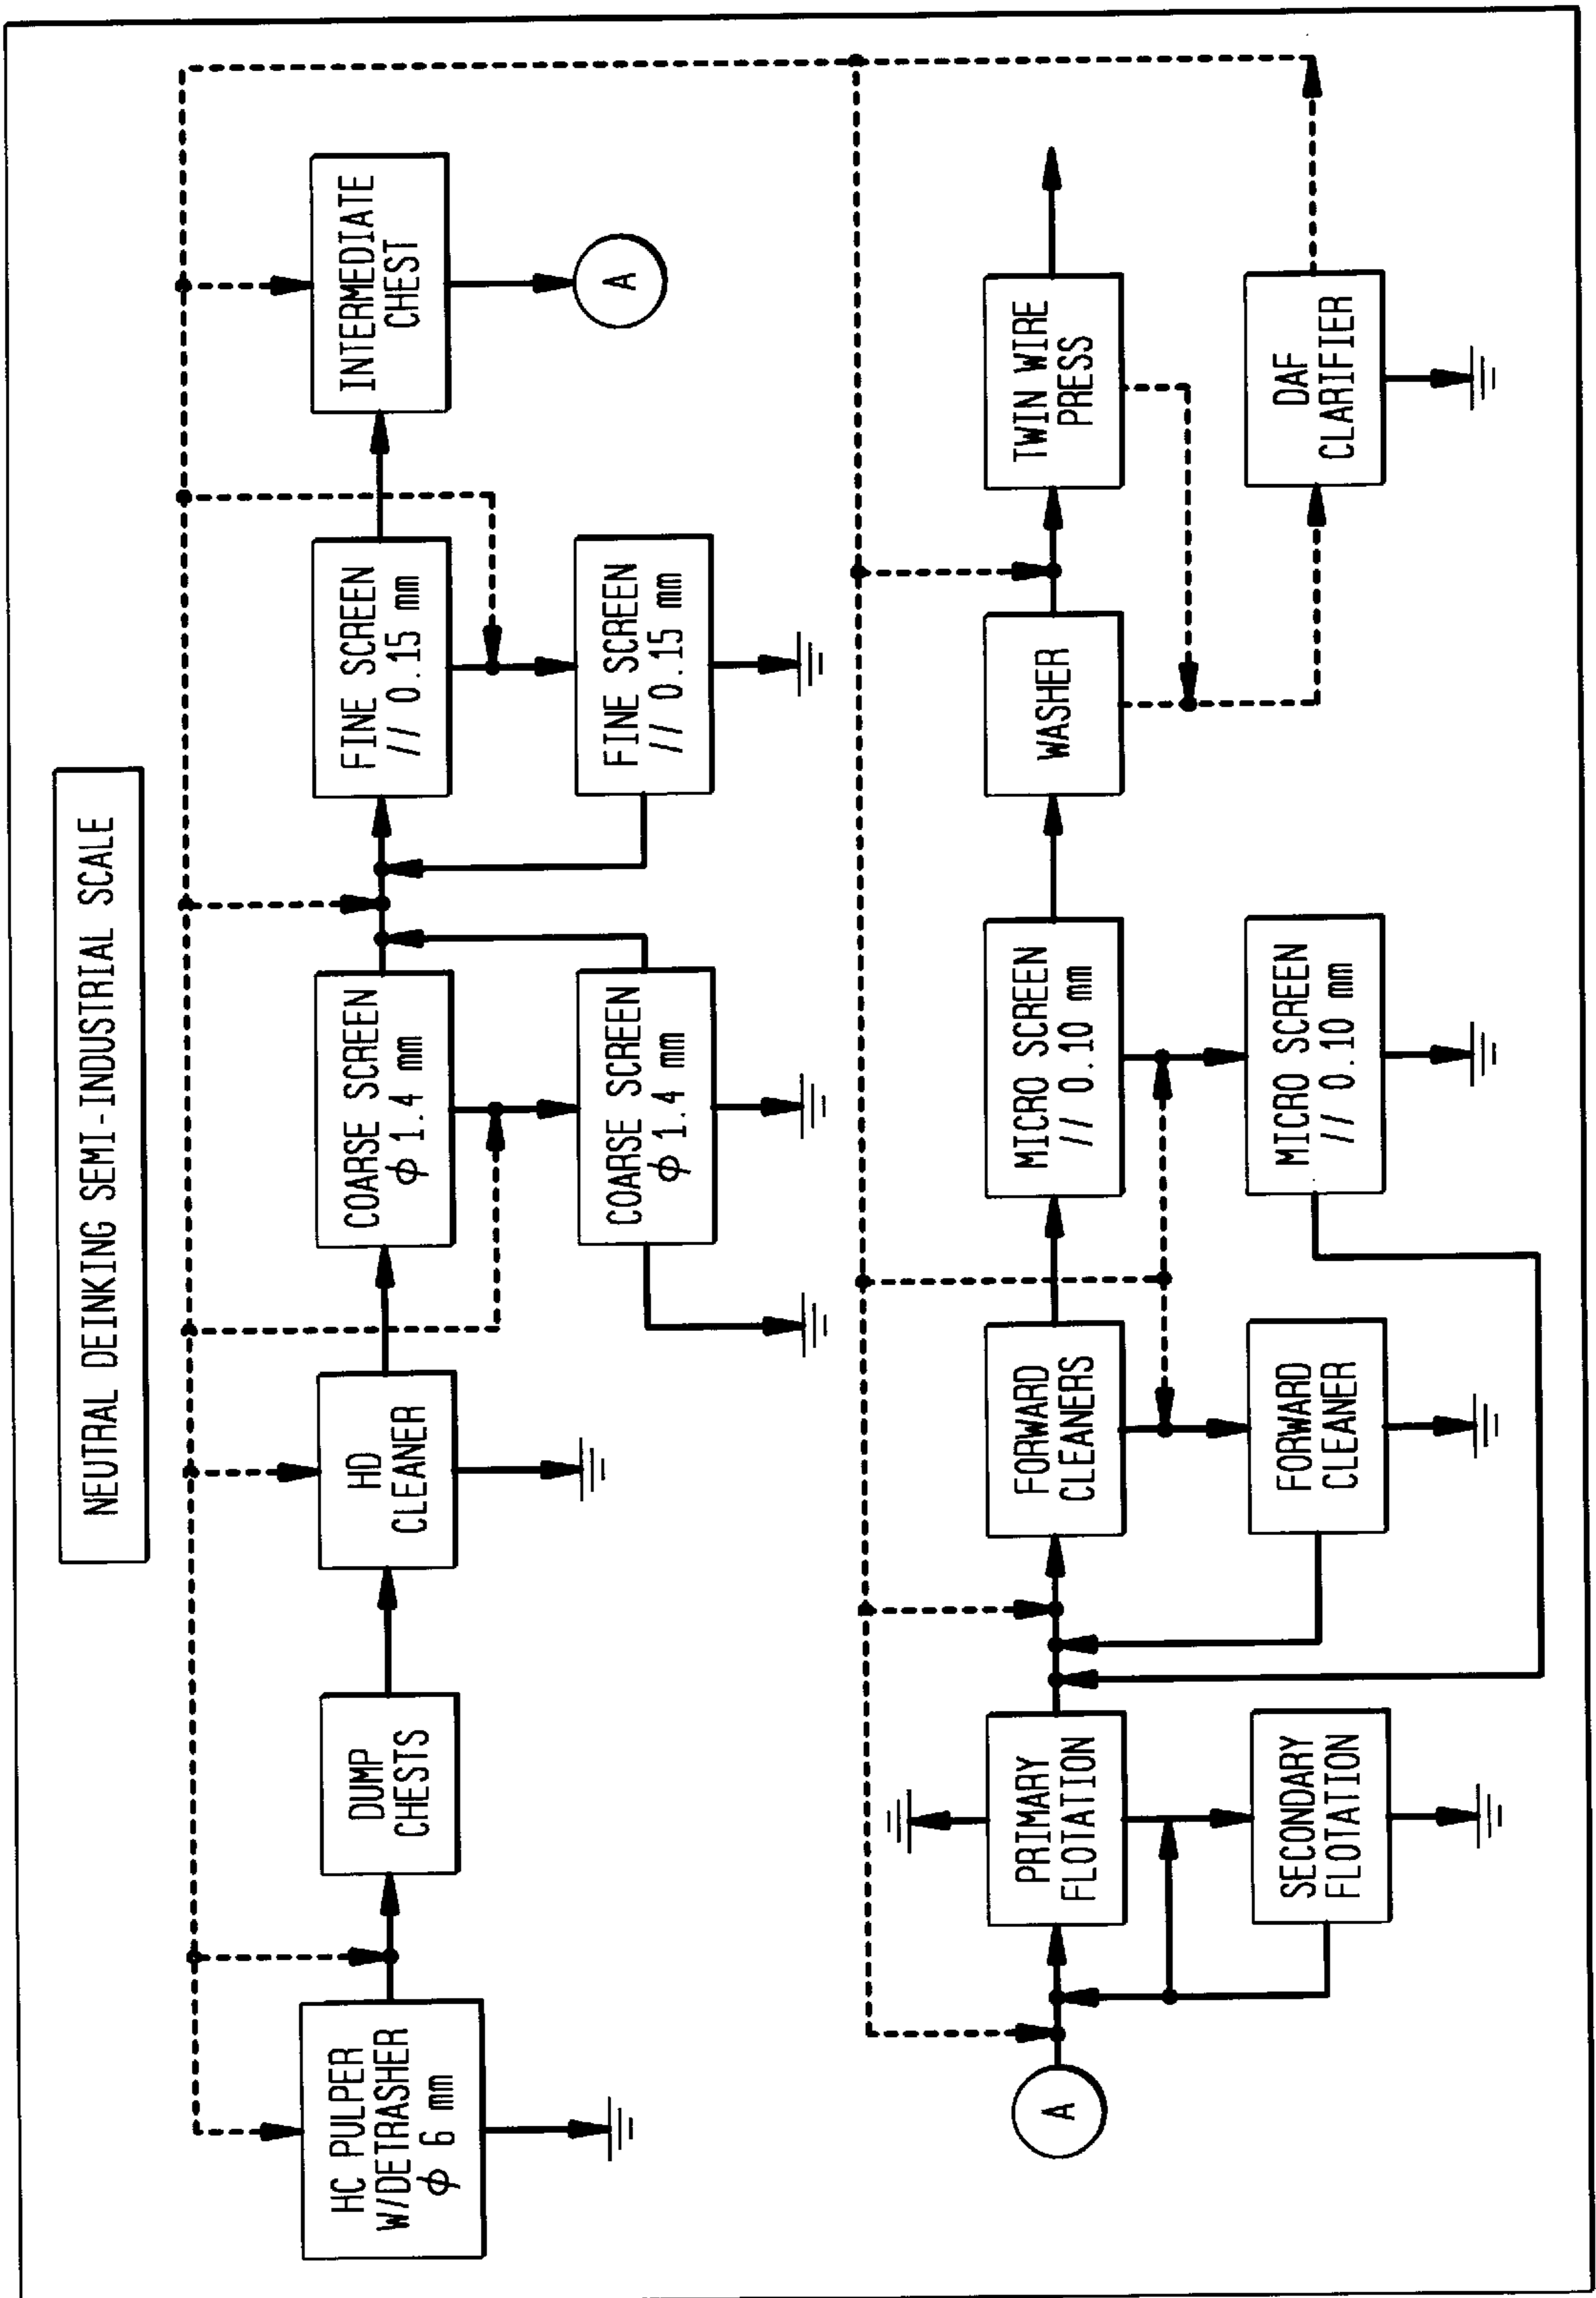 NEUTRAL DEINKING SEMI-INDUSTRIAL SCALE
HC PULPER
W/DETRASHER
ϕ 6 mm
DUMP
CHESTS
HD
CLEANER
COARSE SCREEN
ϕ 1.4 mm
COARSE SCREEN
ϕ 1.4 mm
FINE SCREEN
// 0.15 mm
FINE SCREEN
// 0.15 mm
INTERMEDIATE
CHEST
A
A
PRIMARY
FLOTATION
SECONDARY
FLOTATION
FORWARD
CLEANERS
FORWARD
CLEANER
MICRO SCREEN
// 0.10 mm
MICRO SCREEN
// 0.10 mm
WASHER
TWIN WIRE
PRESS
DAF
CLARIFIER